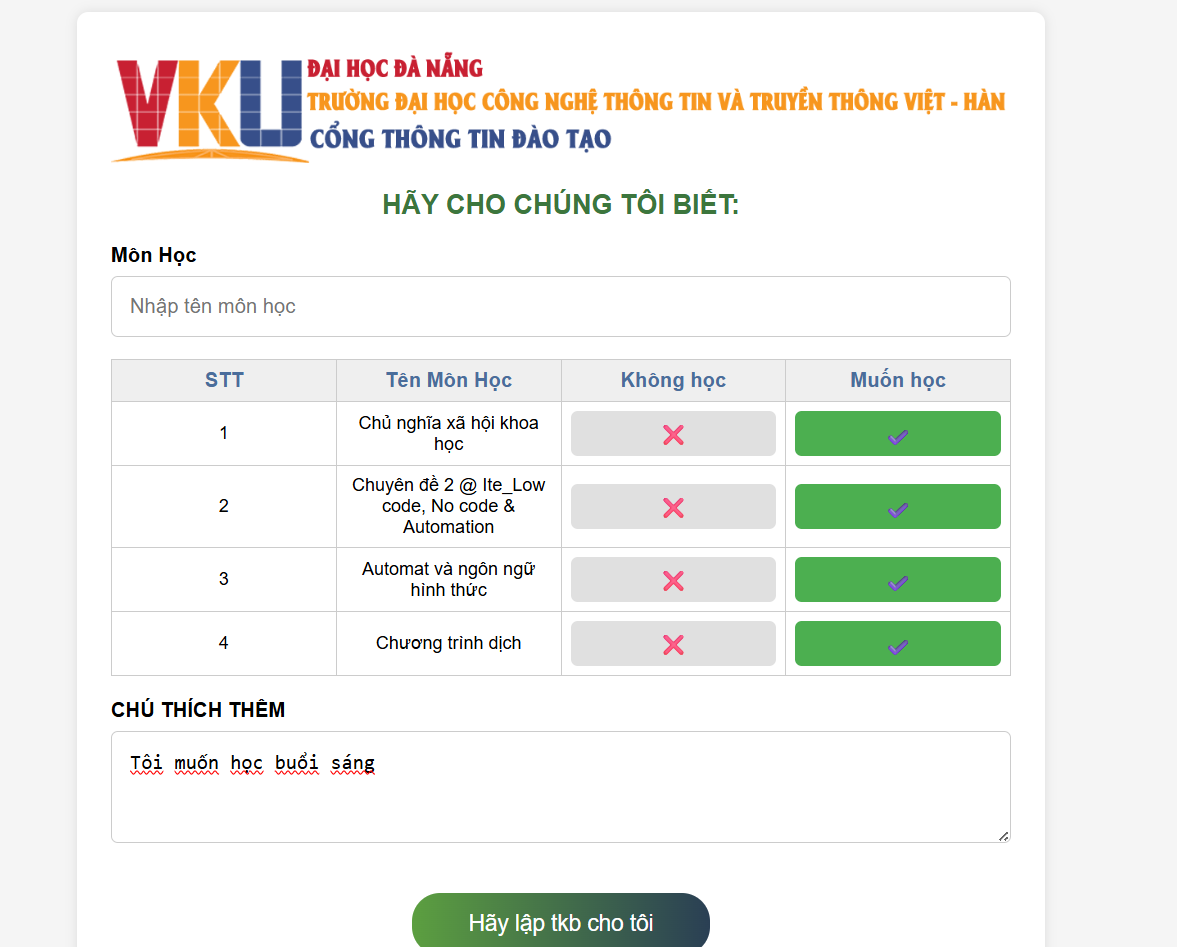 VKU
ĐẠI HỌC ĐÀ NẴNG
TRƯỜNG ĐẠI HỌC CÔNG NGHỆ THÔNG TIN VÀ TRUYỀN THÔNG VIỆT - HÀN
CỔNG THÔNG TIN ĐÀO TẠO
HÃY CHO CHÚNG TÔI BIẾT:
Môn Học
Nhập tên môn học
STT Tên Môn Học Không học Muốn học
1 Chủ nghĩa xã hội khoa
học
2 Chuyên đề 2 @ Ite_Low
code, No code &
Automation
3 Automat và ngôn ngữ
hình thức
4 Chương trình dịch
CHÚ THÍCH THÊM
Tôi muốn học buổi sáng
Hãy lập tkb cho tôi